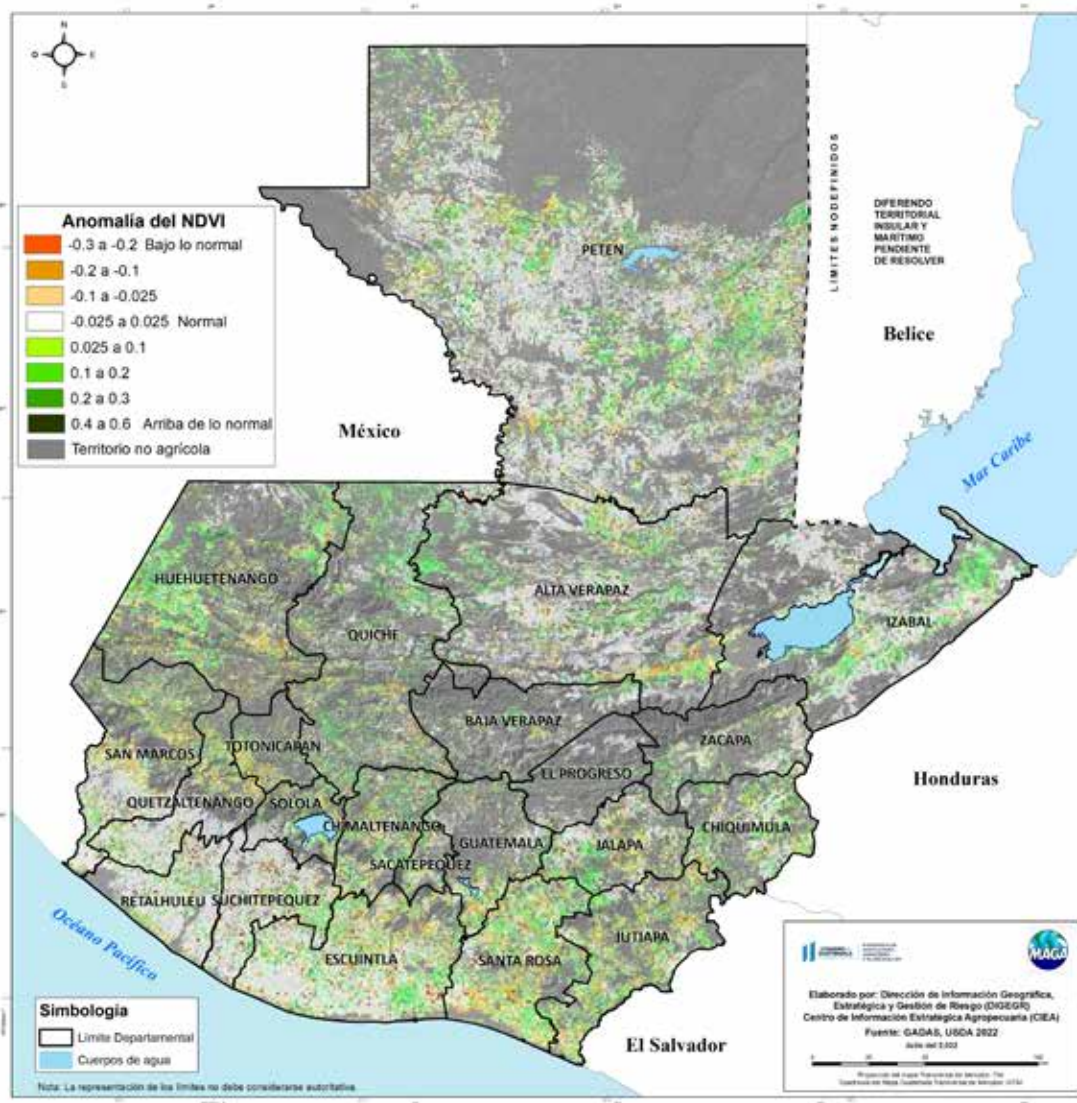 N
O
E
S
Anomalía del NDVI
-0.3 a -0.2 Bajo lo normal
-0.2 a -0.1
-0.1 a -0.025
-0.025 a 0.025 Normal
0.025 a 0.1
0.1 a 0.2
0.2 a 0.3
0.4 a 0.6 Arriba de lo normal
Territorio no agrícola
PETEN
LIMITES NODEFINIDOS
DIFERENDO
TERRITORIAL
INSULAR Y
MARÍTIMO
PENDIENTE
DE RESOLVER
Belice
México
Mar Caribe
HUEHUETENANGO
ALTA VERAPAZ
IZABAL
QUICHE
BAJA VERAPAZ
ZACAPA
SAN MARCOS
TOTONICAPAN
EL PROGRESO
Honduras
QUETZALTENANGO
SOLOLA
CHIMALTENANGO
GUATEMALA
JALAPA
CHIQUIMULA
SACATEPEQUEZ
RETALHULEU
SUCHITEPEQUEZ
Océano Pacífico
ESCUINTLA
SANTA ROSA
JUTIAPA
El Salvador
Simbología
Límite Departamental
Cuerpos de agua
Nota: La representación de los límites no debe considerarse autoritativa.
MAGA
Elaborado por: Dirección de Información Geográfica,
Estratégica y Gestión de Riesgo (DIGEGR)
Centro de Información Estratégica Agropecuaria (CIEA)
Fuente: GADAS, USDA 2022